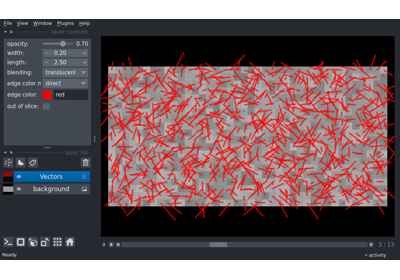 File View Window Plugins Help
layer controls
opacity: 0.70
width: 0.20
length: 2.50
blending: translucent
edge color m direct
edge color: red
out of slice:
layer list
Vectors
background
0 5 13
Ready activity